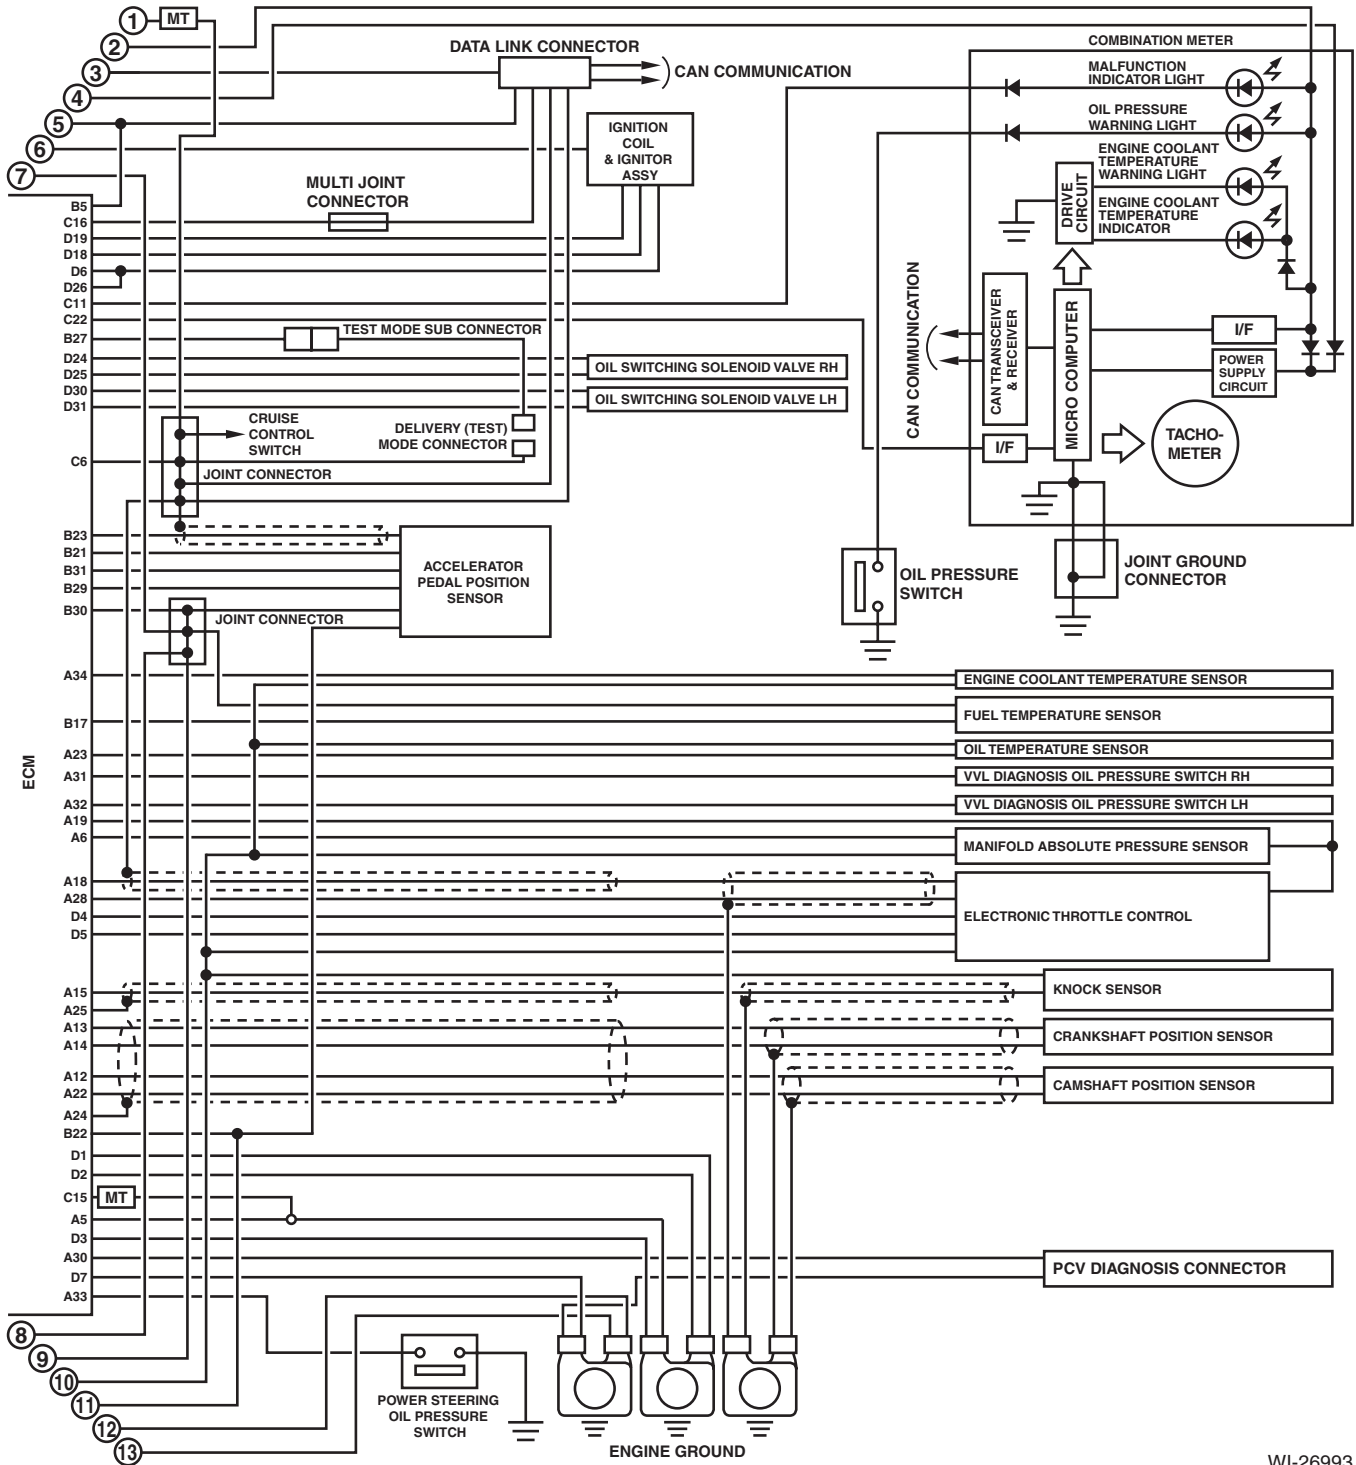 1
MT
2
3
4
5
6
7
DATA LINK CONNECTOR
CAN COMMUNICATION
COMBINATION METER
MALFUNCTION
INDICATOR LIGHT
OIL PRESSURE
WARNING LIGHT
ENGINE COOLANT
TEMPERATURE
WARNING LIGHT
ENGINE COOLANT
TEMPERATURE
INDICATOR
DRIVE
CIRCUIT
IGNITION
COIL
& IGNITOR
ASSY
MULTI JOINT
CONNECTOR
B5
C16
D19
D18
D6
D26
C11
C22
B27
D24
D25
D30
D31
C6
TEST MODE SUB CONNECTOR
OIL SWITCHING SOLENOID VALVE RH
OIL SWITCHING SOLENOID VALVE LH
CRUISE
CONTROL
SWITCH
DELIVERY (TEST)
MODE CONNECTOR
JOINT CONNECTOR
CAN COMMUNICATION
CAN TRANSCEIVER
& RECEIVER
MICRO COMPUTER
I/F
POWER
SUPPLY
CIRCUIT
I/F
TACHO-
METER
B23
B21
B31
B29
B30
ACCELERATOR
PEDAL POSITION
SENSOR
JOINT CONNECTOR
OIL PRESSURE
SWITCH
JOINT GROUND
CONNECTOR
ECM
A34
B17
A23
A31
A32
A19
A6
A18
A28
D4
D5
A15
A25
A13
A14
A12
A22
A24
B22
D1
D2
C15
MT
A5
D3
A30
D7
A33
ENGINE COOLANT TEMPERATURE SENSOR
FUEL TEMPERATURE SENSOR
OIL TEMPERATURE SENSOR
VVL DIAGNOSIS OIL PRESSURE SWITCH RH
VVL DIAGNOSIS OIL PRESSURE SWITCH LH
MANIFOLD ABSOLUTE PRESSURE SENSOR
ELECTRONIC THROTTLE CONTROL
KNOCK SENSOR
CRANKSHAFT POSITION SENSOR
CAMSHAFT POSITION SENSOR
PCV DIAGNOSIS CONNECTOR
8
9
10
11
12
13
POWER STEERING
OIL PRESSURE
SWITCH
ENGINE GROUND
WI-26993